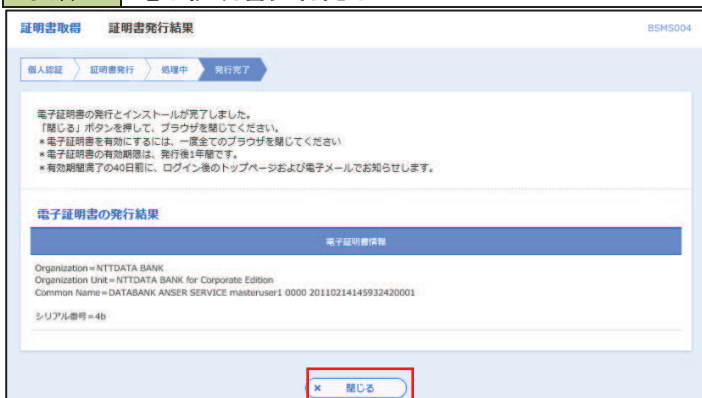 証明書取得 証明書発行結果 BSMS004
個人認証 証明書発行 処理中 発行完了
電子証明書の発行とインストールが完了しました。
「閉じる」ボタンを押して、ブラウザを閉じてください。
*電子証明書を有効にするには、一度全てのブラウザを閉じてください
*電子証明書の有効期限は、発行後1年間です。
*有効期間満了の40日前に、ログイン後のトップページおよび電子メールでお知らせします。
電子証明書の発行結果
電子証明書情報
Organization=NTTDATA BANK
Organization Unit=NTTDATA BANK for Corporate Edition
Common Name=DATABANK ANSER SERVICE masteruser1 0000 20110214145932420001
シリアル番号=4b
× 閉じる